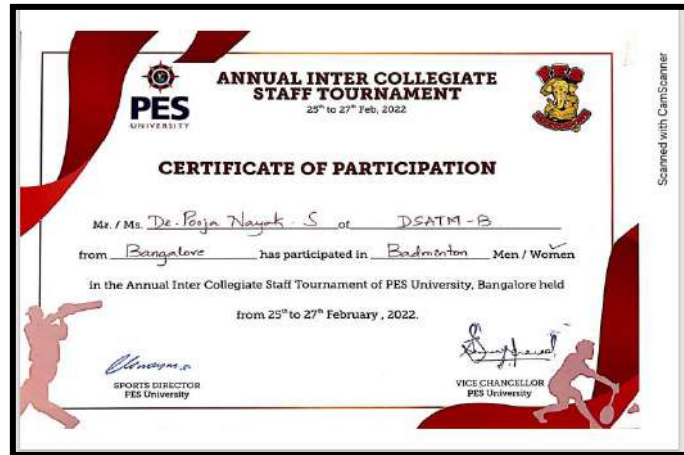 PES
UNIVERSITY
ANNUAL INTER COLLEGIATE
STAFF TOURNAMENT
25th to 27th Feb, 2022
PES
CERTIFICATE OF PARTICIPATION
Mr. / Ms. De. Pooja Nayak. S of DSATM-B
from Bangalore has participated in Badminton Men / Women
in the Annual Inter Collegiate Staff Tournament of PES University, Bangalore held
from 25th to 27th February , 2022.
SPORTS DIRECTOR
PES University
VICE CHANCELLOR
PES University
Scanned with CamScanner